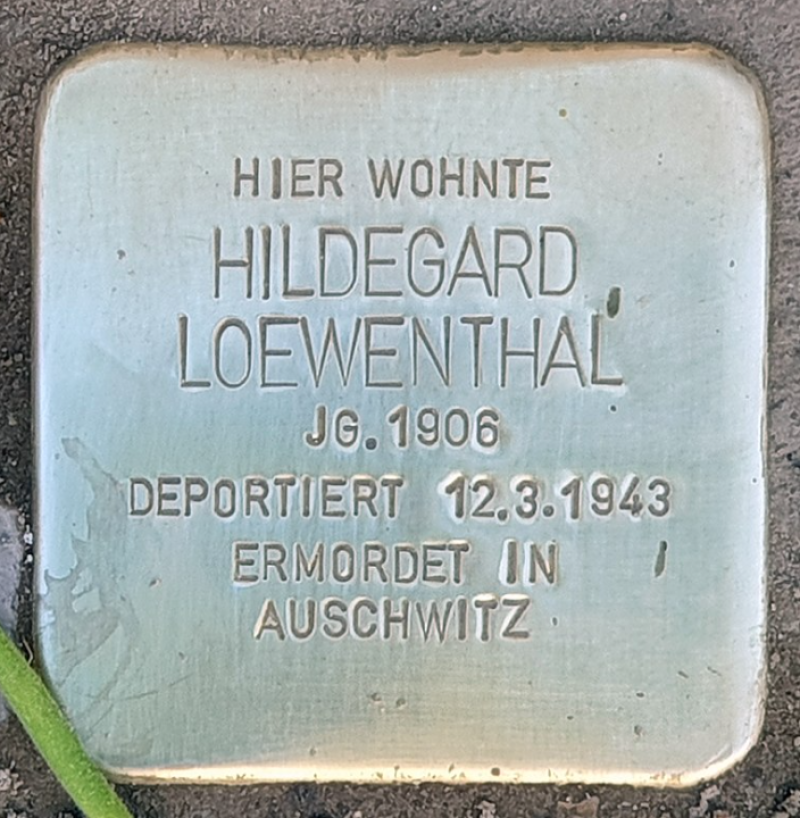 HIER WOHNTE
HILDEGARD
LOEWENTHAL
JG. 1906
DEPORTIERT 12.3.1943
ERMORDET IN
AUSCHWITZ